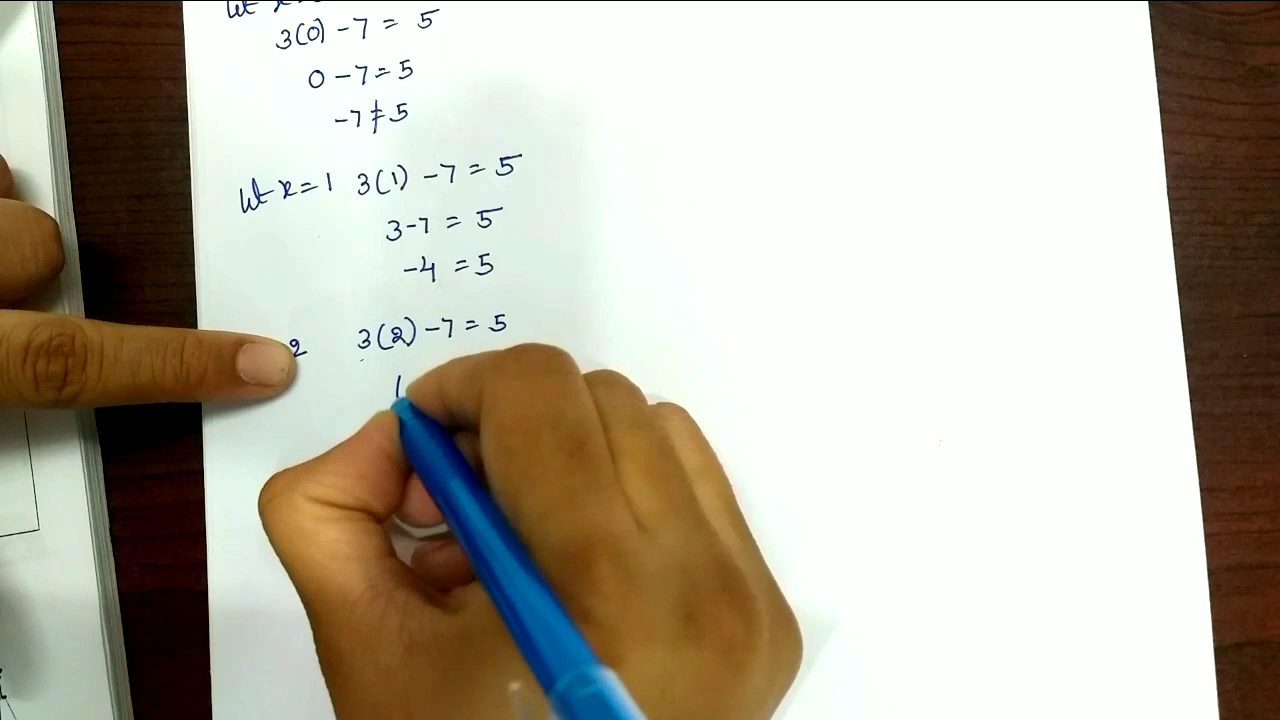 3(0) - 7 = 5
0 - 7 = 5
-7 ≠ 5
let x = 1 3(1) - 7 = 5
3 - 7 = 5
-4 = 5
2 3(2) - 7 = 5